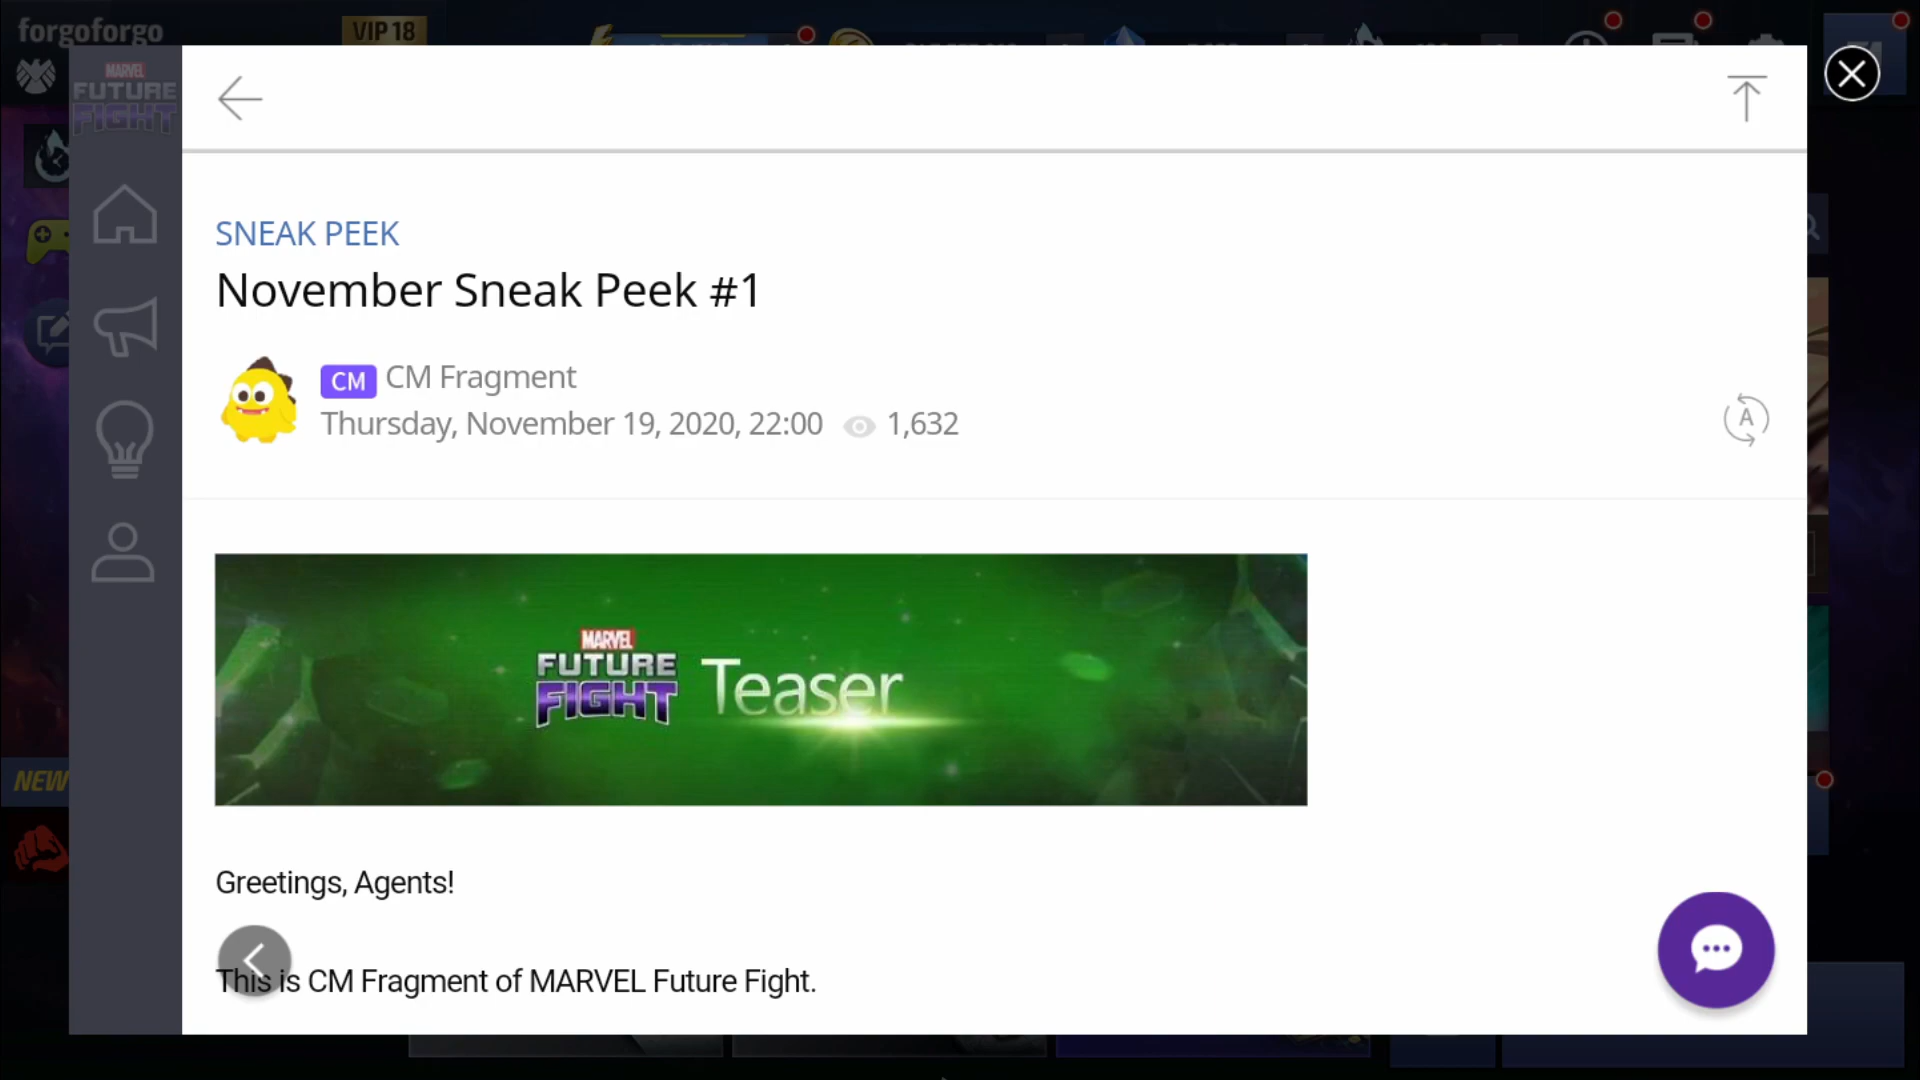 forgoforgo
VIP 18
MARVEL
FUTURE
FIGHT
SNEAK PEEK
November Sneak Peek #1
CM CM Fragment
Thursday, November 19, 2020, 22:00 1,632
A
MARVEL
FUTURE
FIGHT
Teaser
NEW
Greetings, Agents!
This is CM Fragment of MARVEL Future Fight.